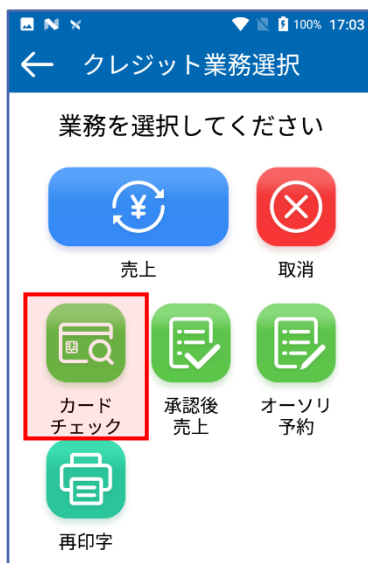 100% 17:03
クレジット業務選択
業務を選択してください
¥
売上
取消
カード
チェック
承認後
売上
オーソリ
予約
再印字